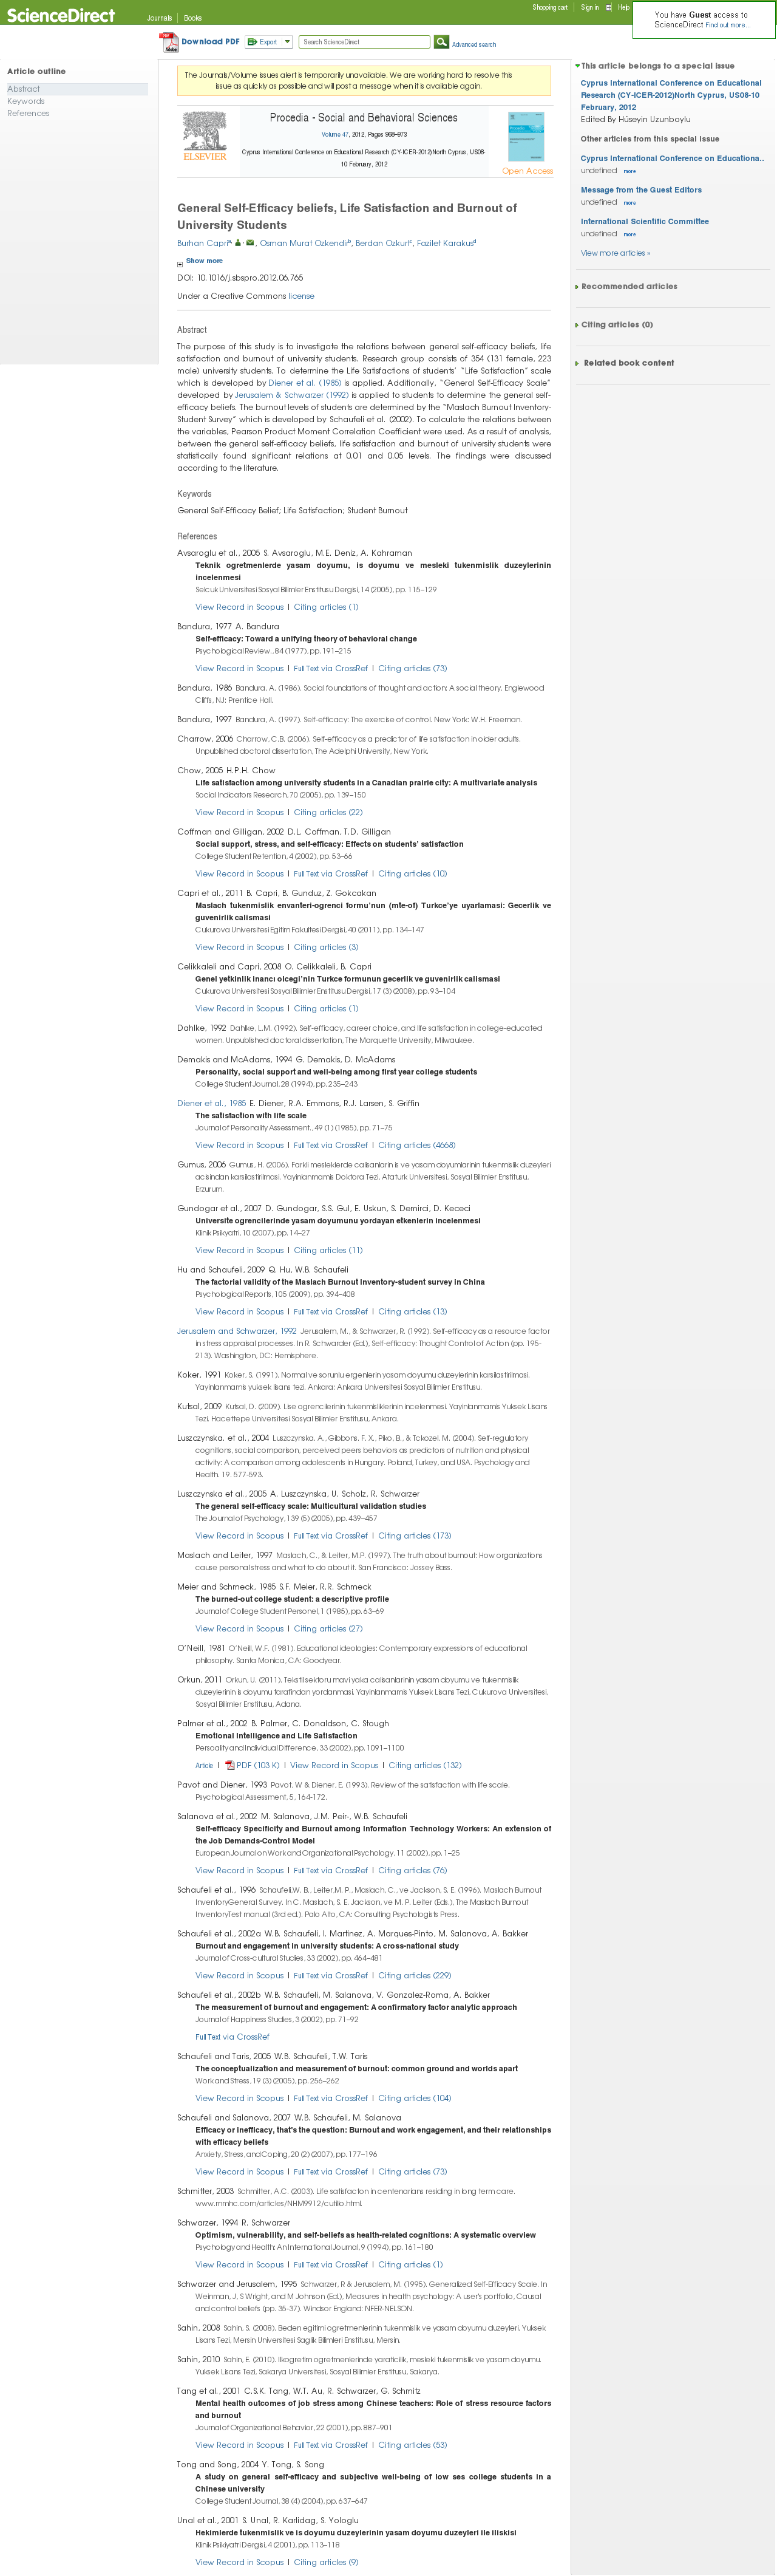 ScienceDirect
Journals
Books
Shopping cart
Sign in
Help
You have Guest access to
ScienceDirect Find out more...
Download PDF
Export
Search ScienceDirect
Advanced search
Article outline
Abstract
Keywords
References
The Journals/Volume/Issues alert is temporarily unavailable. We are working hard to resolve this
issue as quickly as possible and will post a message when it is available again.
ELSEVIER
Procedia - Social and Behavioral Sciences
Volume 47, 2012, Pages 968–973
Cyprus International Conference on Educational Research (CY-ICER-2012)North Cyprus, US08-
10 February, 2012
Open Access
General Self-Efficacy beliefs, Life Satisfaction and Burnout of
University Students
Burhan Capria, , Osman Murat Ozkendirb, Berdan Ozkurtc, Fazilet Karakusd
Show more
DOI: 10.1016/j.sbspro.2012.06.765
Under a Creative Commons license
Abstract
The purpose of this study is to investigate the relations between general self-efficacy beliefs, life
satisfaction and burnout of university students. Research group consists of 354 (131 female, 223
male) university students. To determine the Life Satisfactions of students' "Life Satisfaction" scale
which is developed by Diener et al. (1985) is applied. Additionally, "General Self-Efficacy Scale"
developed by Jerusalem & Schwarzer (1992) is applied to students to determine the general self-
efficacy beliefs. The burnout levels of students are determined by the "Maslach Burnout Inventory-
Student Survey" which is developed by Schaufeli et al. (2002). To calculate the relations between
the variables, Pearson Product Moment Correlation Coefficient were used. As a result of analysis,
between the general self-efficacy beliefs, life satisfaction and burnout of university students were
statistically found significant relations at 0.01 and 0.05 levels. The findings were discussed
according to the literature.
Keywords
General Self-Efficacy Belief; Life Satisfaction; Student Burnout
References
Avsaroglu et al., 2005 S. Avsaroglu, M.E. Deniz, A. Kahraman
Teknik ogretmenlerde yasam doyumu, is doyumu ve mesleki tukenmislik duzeylerinin
incelenmesi
Selcuk Universitesi Sosyal Bilimler Enstitusu Dergisi, 14 (2005), pp. 115–129
View Record in Scopus | Citing articles (1)
Bandura, 1977 A. Bandura
Self-efficacy: Toward a unifying theory of behavioral change
Psychological Review., 84 (1977), pp. 191–215
View Record in Scopus | Full Text via CrossRef | Citing articles (73)
Bandura, 1986 Bandura, A. (1986). Social foundations of thought and action: A social theory. Englewood
Cliffs, NJ: Prentice Hall.
Bandura, 1997 Bandura, A. (1997). Self-efficacy: The exercise of control. New York: W.H. Freeman.
Charrow, 2006 Charrow, C.B. (2006). Self-efficacy as a predictor of life satisfaction in older adults.
Unpublished doctoral dissertation, The Adelphi University, New York.
Chow, 2005 H.P.H. Chow
Life satisfaction among university students in a Canadian prairie city: A multivariate analysis
Social Indicators Research, 70 (2005), pp. 139–150
View Record in Scopus | Citing articles (22)
Coffman and Gilligan, 2002 D.L. Coffman, T.D. Gilligan
Social support, stress, and self-efficacy: Effects on students' satisfaction
College Student Retention, 4 (2002), pp. 53–66
View Record in Scopus | Full Text via CrossRef | Citing articles (10)
Capri et al., 2011 B. Capri, B. Gunduz, Z. Gokcakan
Maslach tukenmislik envanteri-ogrenci formu'nun (mte-of) Turkce'ye uyarlamasi: Gecerlik ve
guvenirlik calismasi
Cukurova Universitesi Egitim Fakultesi Dergisi, 40 (2011), pp. 134–147
View Record in Scopus | Citing articles (3)
Celikkaleli and Capri, 2008 O. Celikkaleli, B. Capri
Genel yetkinlik inancı olcegi'nin Turkce formunun gecerlik ve guvenirlik calismasi
Cukurova Universitesi Sosyal Bilimler Enstitusu Dergisi, 17 (3) (2008), pp. 93–104
View Record in Scopus | Citing articles (1)
Dahlke, 1992 Dahlke, L.M. (1992). Self-efficacy, career choice, and life satisfaction in college-educated
women. Unpublished doctoral dissertation, The Marquette University, Milwaukee.
Demakis and McAdams, 1994 G. Demakis, D. McAdams
Personality, social support and well-being among first year college students
College Student Journal, 28 (1994), pp. 235–243
Diener et al., 1985 E. Diener, R.A. Emmons, R.J. Larsen, S. Griffin
The satisfaction with life scale
Journal of Personality Assessment., 49 (1) (1985), pp. 71–75
View Record in Scopus | Full Text via CrossRef | Citing articles (4668)
Gumus, 2006 Gumus, H. (2006). Farkli mesleklerde calisanlarin is ve yasam doyumlarinin tukenmislik duzeyleri
acisindan karsilastirilmasi. Yayinlanmamis Doktora Tezi. Ataturk Universitesi. Sosyal Bilimler Enstitusu,
Erzurum.
Gundogar et al., 2007 D. Gundogar, S.S. Gul, E. Uskun, S. Demirci, D. Kececi
Universite ogrencilerinde yasam doyumunu yordayan etkenlerin incelenmesi
Klinik Psikyatri, 10 (2007), pp. 14–27
View Record in Scopus | Citing articles (11)
Hu and Schaufeli, 2009 Q. Hu, W.B. Schaufeli
The factorial validity of the Maslach Burnout Inventory-student survey in China
Psychological Reports, 105 (2009), pp. 394–408
View Record in Scopus | Full Text via CrossRef | Citing articles (13)
Jerusalem and Schwarzer, 1992 Jerusalem, M., & Schwarzer, R. (1992). Self-efficacy as a resource factor
in stress appraisal processes. In R. Schwarder (Ed.), Self-efficacy: Thought Control of Action (pp. 195-
213). Washington, DC: Hemisphere.
Koker, 1991 Koker, S. (1991). Normal ve sorunlu ergenlerin yasam doyumu duzeylerinin karsilastirilmasi.
Yayinlanmamis yuksek lisans tezi. Ankara: Ankara Universitesi Sosyal Bilimler Enstitusu.
Kutsal, 2009 Kutsal, D. (2009). Lise ogrencilerinin tukenmisliklerinin incelenmesi. Yayinlanmamis Yuksek Lisans
Tezi. Hacettepe Universitesi Sosyal Bilimler Enstitusu, Ankara.
Luszczynska. et al., 2004 Luszczynska. A., Gibbons. F. X., Piko, B., & Tckozel. M. (2004). Self-regulatory
cognitions, social comparison, perceived peers behaviors as predictors of nutrition and physical
activity: A comparison among adolescents in Hungary. Poland, Turkey, and USA. Psychology and
Health. 19. 577-593.
Luszczynska et al., 2005 A. Luszczynska, U. Scholz, R. Schwarzer
The general self-efficacy scale: Multicultural validation studies
The Journal of Psychology, 139 (5) (2005), pp. 439–457
View Record in Scopus | Full Text via CrossRef | Citing articles (173)
Maslach and Leiter, 1997 Maslach, C., & Leiter, M.P. (1997). The truth about burnout: How organizations
cause personal stress and what to do about it. San Francisco: Jossey Bass.
Meier and Schmeck, 1985 S.F. Meier, R.R. Schmeck
The burned-out college student: a descriptive profile
Journal of College Student Personel, 1 (1985), pp. 63–69
View Record in Scopus | Citing articles (27)
O'Neill, 1981 O'Neill, W.F. (1981). Educational ideologies: Contemporary expressions of educational
philosophy. Santa Monica, CA: Goodyear.
Orkun, 2011 Orkun, U. (2011). Tekstil sektoru mavi yaka calisanlarinin yasam doyumu ve tukenmislik
duzeylerinin is doyumu tarafindan yordanmasi. Yayinlanmamis Yuksek Lisans Tezi, Cukurova Universitesi,
Sosyal Bilimler Enstitusu, Adana.
Palmer et al., 2002 B. Palmer, C. Donaldson, C. Stough
Emotional Intelligence and Life Satisfaction
Persoality and Individual Difference, 33 (2002), pp. 1091–1100
Article | PDF (103 K) | View Record in Scopus | Citing articles (132)
Pavot and Diener, 1993 Pavot, W & Diener, E. (1993). Review of the satisfaction with life scale.
Psychological Assessment, 5, 164-172.
Salanova et al., 2002 M. Salanova, J.M. Peir-, W.B. Schaufeli
Self-efficacy Specificity and Burnout among Information Technology Workers: An extension of
the Job Demands-Control Model
European Journal on Work and Organizational Psychology, 11 (2002), pp. 1–25
View Record in Scopus | Full Text via CrossRef | Citing articles (76)
Schaufeli et al., 1996 Schaufeli,W. B., Leiter,M. P., Maslach, C., ve Jackson, S. E. (1996). Maslach Burnout
InventoryGeneral Survey. In C. Maslach, S. E. Jackson, ve M. P. Leiter (Eds.), The Maslach Burnout
InventoryTest manual (3rd ed.). Palo Alto, CA: Consulting Psychologists Press.
Schaufeli et al., 2002a W.B. Schaufeli, I. Martinez, A. Marques-Pinto, M. Salanova, A. Bakker
Burnout and engagement in university students: A cross-national study
Journal of Cross-cultural Studies, 33 (2002), pp. 464–481
View Record in Scopus | Full Text via CrossRef | Citing articles (229)
Schaufeli et al., 2002b W.B. Schaufeli, M. Salanova, V. Gonzalez-Roma, A. Bakker
The measurement of burnout and engagement: A confirmatory factor analytic approach
Journal of Happiness Studies, 3 (2002), pp. 71–92
Full Text via CrossRef
Schaufeli and Taris, 2005 W.B. Schaufeli, T.W. Taris
The conceptualization and measurement of burnout: common ground and worlds apart
Work and Stress, 19 (3) (2005), pp. 256–262
View Record in Scopus | Full Text via CrossRef | Citing articles (104)
Schaufeli and Salanova, 2007 W.B. Schaufeli, M. Salanova
Efficacy or inefficacy, that's the question: Burnout and work engagement, and their relationships
with efficacy beliefs
Anxiety, Stress, and Coping, 20 (2) (2007), pp. 177–196
View Record in Scopus | Full Text via CrossRef | Citing articles (73)
Schmitter, 2003 Schmitter, A.C. (2003). Life satisfacton in centenarians residing in long term care.
www.mmhc.com/articles/NHM9912/cutillo.html.
Schwarzer, 1994 R. Schwarzer
Optimism, vulnerability, and self-beliefs as health-related cognitions: A systematic overview
Psychology and Health: An International Journal, 9 (1994), pp. 161–180
View Record in Scopus | Full Text via CrossRef | Citing articles (1)
Schwarzer and Jerusalem, 1995 Schwarzer, R & Jerusalem, M. (1995). Generalized Self-Efficacy Scale. In
Weinman, J, S Wright, and M Johnson (Ed.), Measures in health psychology: A user's portfolio, Causal
and control beliefs (pp. 35-37). Windsor England: NFER-NELSON.
Sahin, 2008 Sahin, S. (2008). Beden egitimi ogretmenlerinin tukenmislik ve yasam doyumu duzeyleri. Yuksek
Lisans Tezi, Mersin Universitesi Saglik Bilimleri Enstitusu, Mersin.
Sahin, 2010 Sahin, E. (2010). Ilkogretim ogretmenlerinde yaraticilik, mesleki tukenmislik ve yasam doyumu.
Yuksek Lisans Tezi, Sakarya Universitesi, Sosyal Bilimler Enstitusu, Sakarya.
Tang et al., 2001 C.S.K. Tang, W.T. Au, R. Schwarzer, G. Schmitz
Mental health outcomes of job stress among Chinese teachers: Role of stress resource factors
and burnout
Journal of Organizational Behavior, 22 (2001), pp. 887–901
View Record in Scopus | Full Text via CrossRef | Citing articles (53)
Tong and Song, 2004 Y. Tong, S. Song
A study on general self-efficacy and subjective well-being of low ses college students in a
Chinese university
College Student Journal, 38 (4) (2004), pp. 637–647
Unal et al., 2001 S. Unal, R. Karlidag, S. Yologlu
Hekimlerde tukenmislik ve is doyumu duzeylerinin yasam doyumu duzeyleri ile iliskisi
Klinik Psikiyatri Dergisi, 4 (2001), pp. 113–118
View Record in Scopus | Citing articles (9)
This article belongs to a special issue
Cyprus International Conference on Educational
Research (CY-ICER-2012)North Cyprus, US08-10
February, 2012
Edited By Hüseyin Uzunboylu
Other articles from this special issue
Cyprus International Conference on Educationa..
undefined more
Message from the Guest Editors
undefined more
International Scientific Committee
undefined more
View more articles »
Recommended articles
Citing articles (0)
Related book content